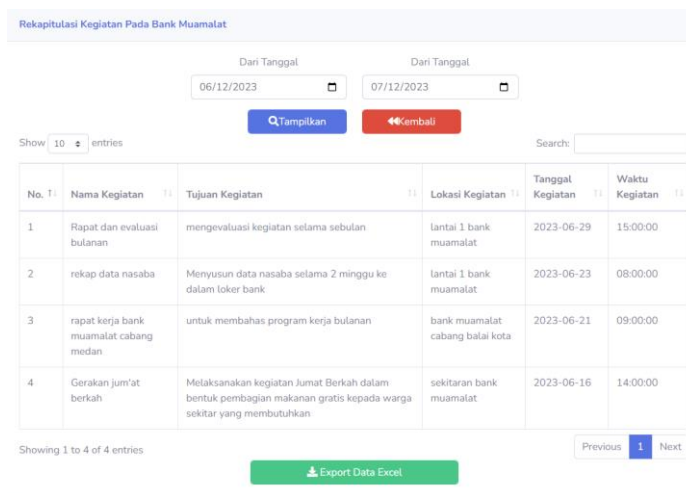 Rekapitulasi Kegiatan Pada Bank Muamalat
Dari Tanggal Dari Tanggal
06/12/2023 07/12/2023
Tampilkan Kembali
Show 10 entries Search:
No. Nama Kegiatan Tujuan Kegiatan Lokasi Kegiatan Tanggal Kegiatan Waktu Kegiatan
1 Rapat dan evaluasi mengevaluasi kegiatan selama sebulan lantai 1 bank 2023-06-29 15:00:00
bulanan muamalat
2 rekap data nasaba Menyusun data nasaba selama 2 minggu ke lantai 1 bank 2023-06-23 08:00:00
dalam loker bank muamalat
3 rapat kerja bank untuk membahas program kerja bulanan bank muamalat 2023-06-21 09:00:00
muamalat cabang cabang balai kota
medan
4 Gerakan jum'at Melaksanakan kegiatan Jumat Berkah dalam sekitaran bank 2023-06-16 14:00:00
berkah bentuk pembagian makanan gratis kepada warga muamalat
sekitar yang membutuhkan
Showing 1 to 4 of 4 entries Previous 1 Next
Export Data Excel